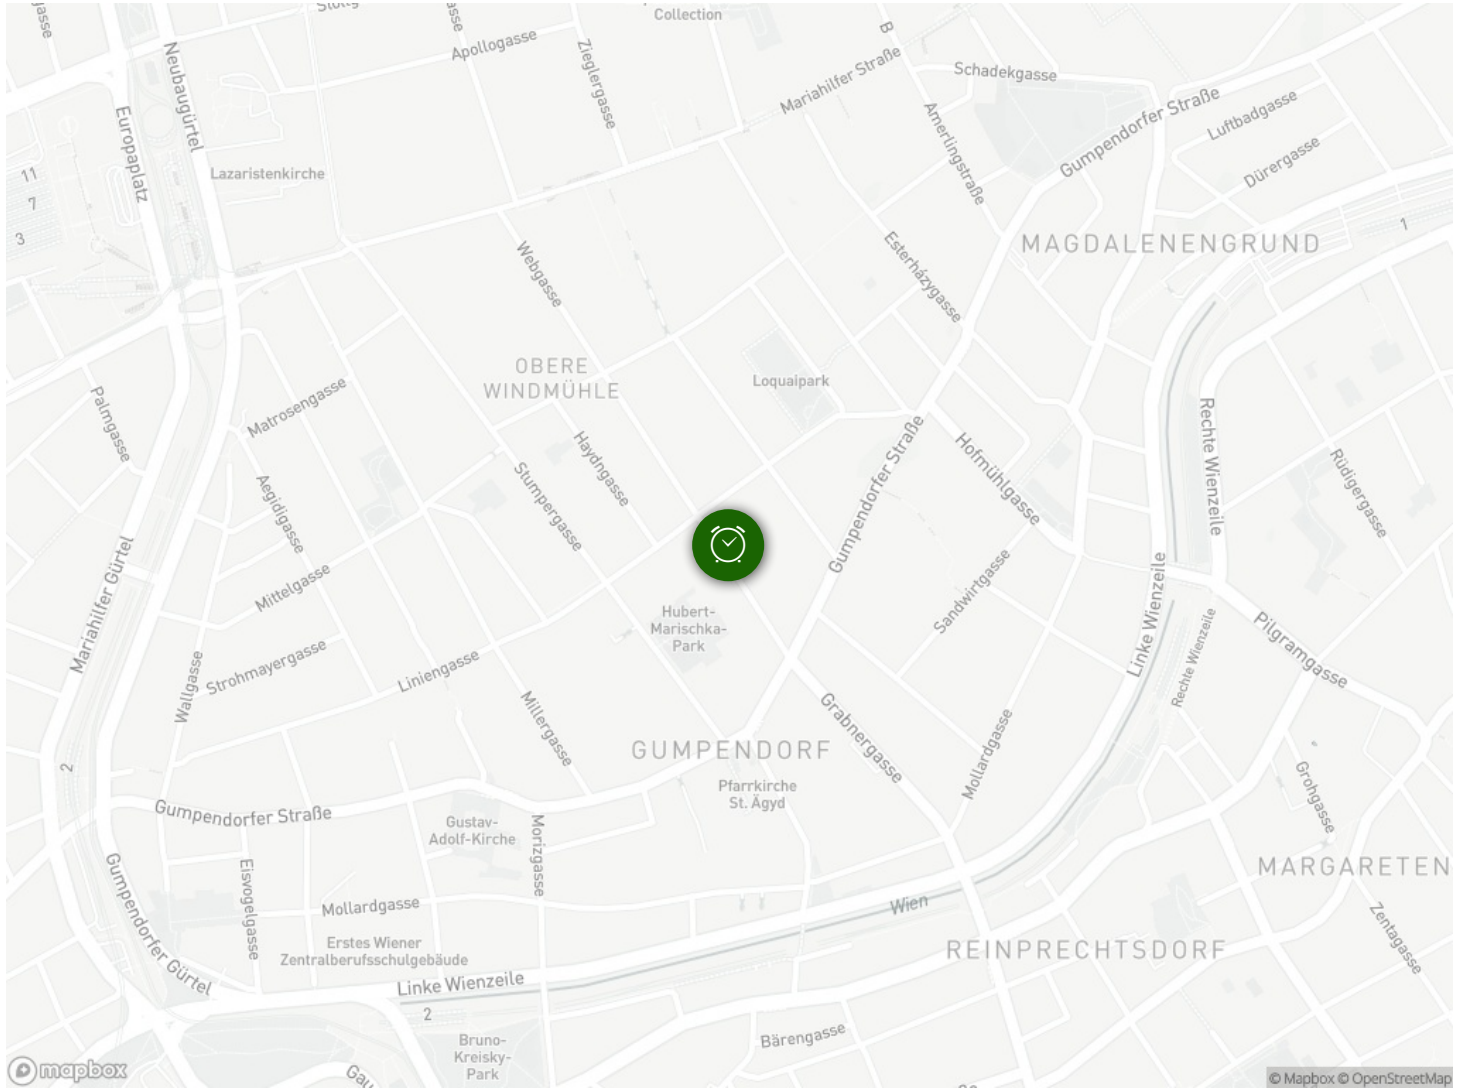 Collection
Apollogasse
Zieglergasse
Neubaugürtel
Mariahilfer Straße
B
Schadekgasse
Gumpendorfer Straße
Luftbadgasse
Dürergasse
Amerlingstraße
Europaplatz
Lazaristenkirche
11
7
3
1
MAGDALENENGRUND
Webgasse
Esterházygasse
OBERE
WINDMÜHLE
Loquaipark
Palmgasse
Matrosengasse
Haydngasse
Stumpergasse
Aegidigasse
Gumpendorfer Straße
Hofmühlgasse
Rechte Wienzeile
Rüdigergasse
Mariahilfer Gürtel
Mittelgasse
Sandwirtgasse
Linke Wienzeile
Hubert-
Marischka-
Park
Rechte Wienzeile
Pilgramgasse
Strohmayergasse
Wallgasse
Liniengasse
Millergasse
Grabnergasse
Mollardgasse
2
GUMPENDORF
Pfarrkirche
St. Ägyd
Grohgasse
Gumpendorfer Straße
Gustav-
Adolf-Kirche
Morizgasse
MARGARETEN
Gumpendorfer Gürtel
Eisvogelgasse
Mollardgasse
Wien
Zentagasse
Erstes Wiener
Zentralberufsschulgebäude
REINPRECHTSDORF
Linke Wienzeile
2
Bruno-
Kreisky-
Park
Bärengasse
mapbox
© Mapbox © OpenStreetMap